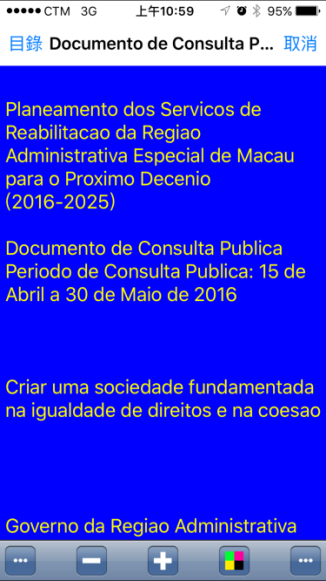 CTM 3G 上午10:59 95%
目錄 Documento de Consulta P... 取消
Planeamento dos Servicos de
Reabilitacao da Regiao
Administrativa Especial de Macau
para o Proximo Decenio
(2016-2025)
Documento de Consulta Publica
Periodo de Consulta Publica: 15 de
Abril a 30 de Maio de 2016
Criar uma sociedade fundamentada
na igualdade de direitos e na coesao
Governo da Regiao Administrativa